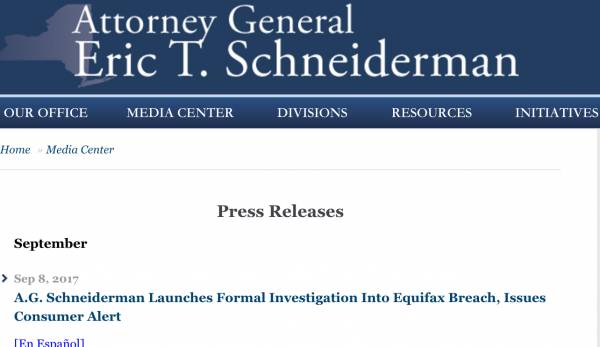 Attorney General
Eric T. Schneiderman
OUR OFFICE MEDIA CENTER DIVISIONS RESOURCES INITIATIVES
Home » Media Center
Press Releases
September
Sep 8, 2017
A.G. Schneiderman Launches Formal Investigation Into Equifax Breach, Issues
Consumer Alert
[En Español]